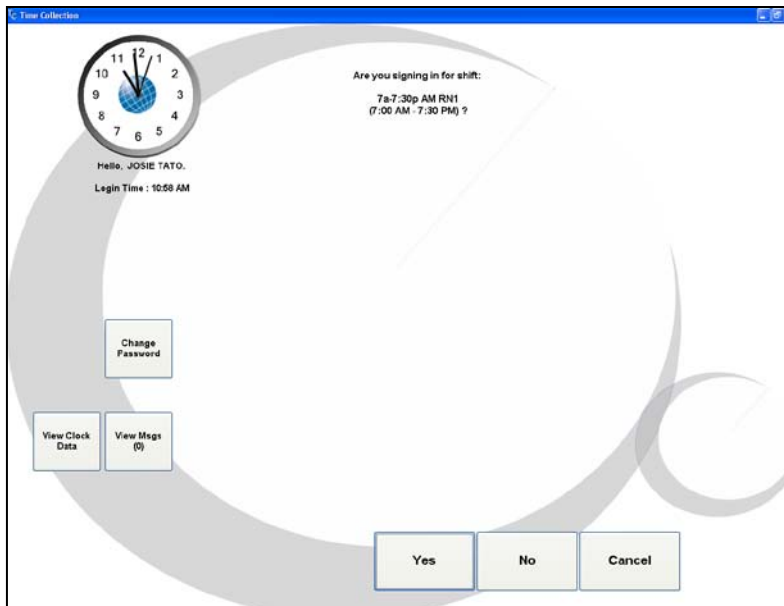 Time Collection
12
11
1
10
2
9
3
8
4
7
5
6
Hello, JOSIE TATO.
Login Time : 10:58 AM
Are you signing in for shift:
7a-7:30p AM RN1
(7:00 AM - 7:30 PM) ?
Change
Password
View Clock
Data
View Msgs
(0)
Yes
No
Cancel